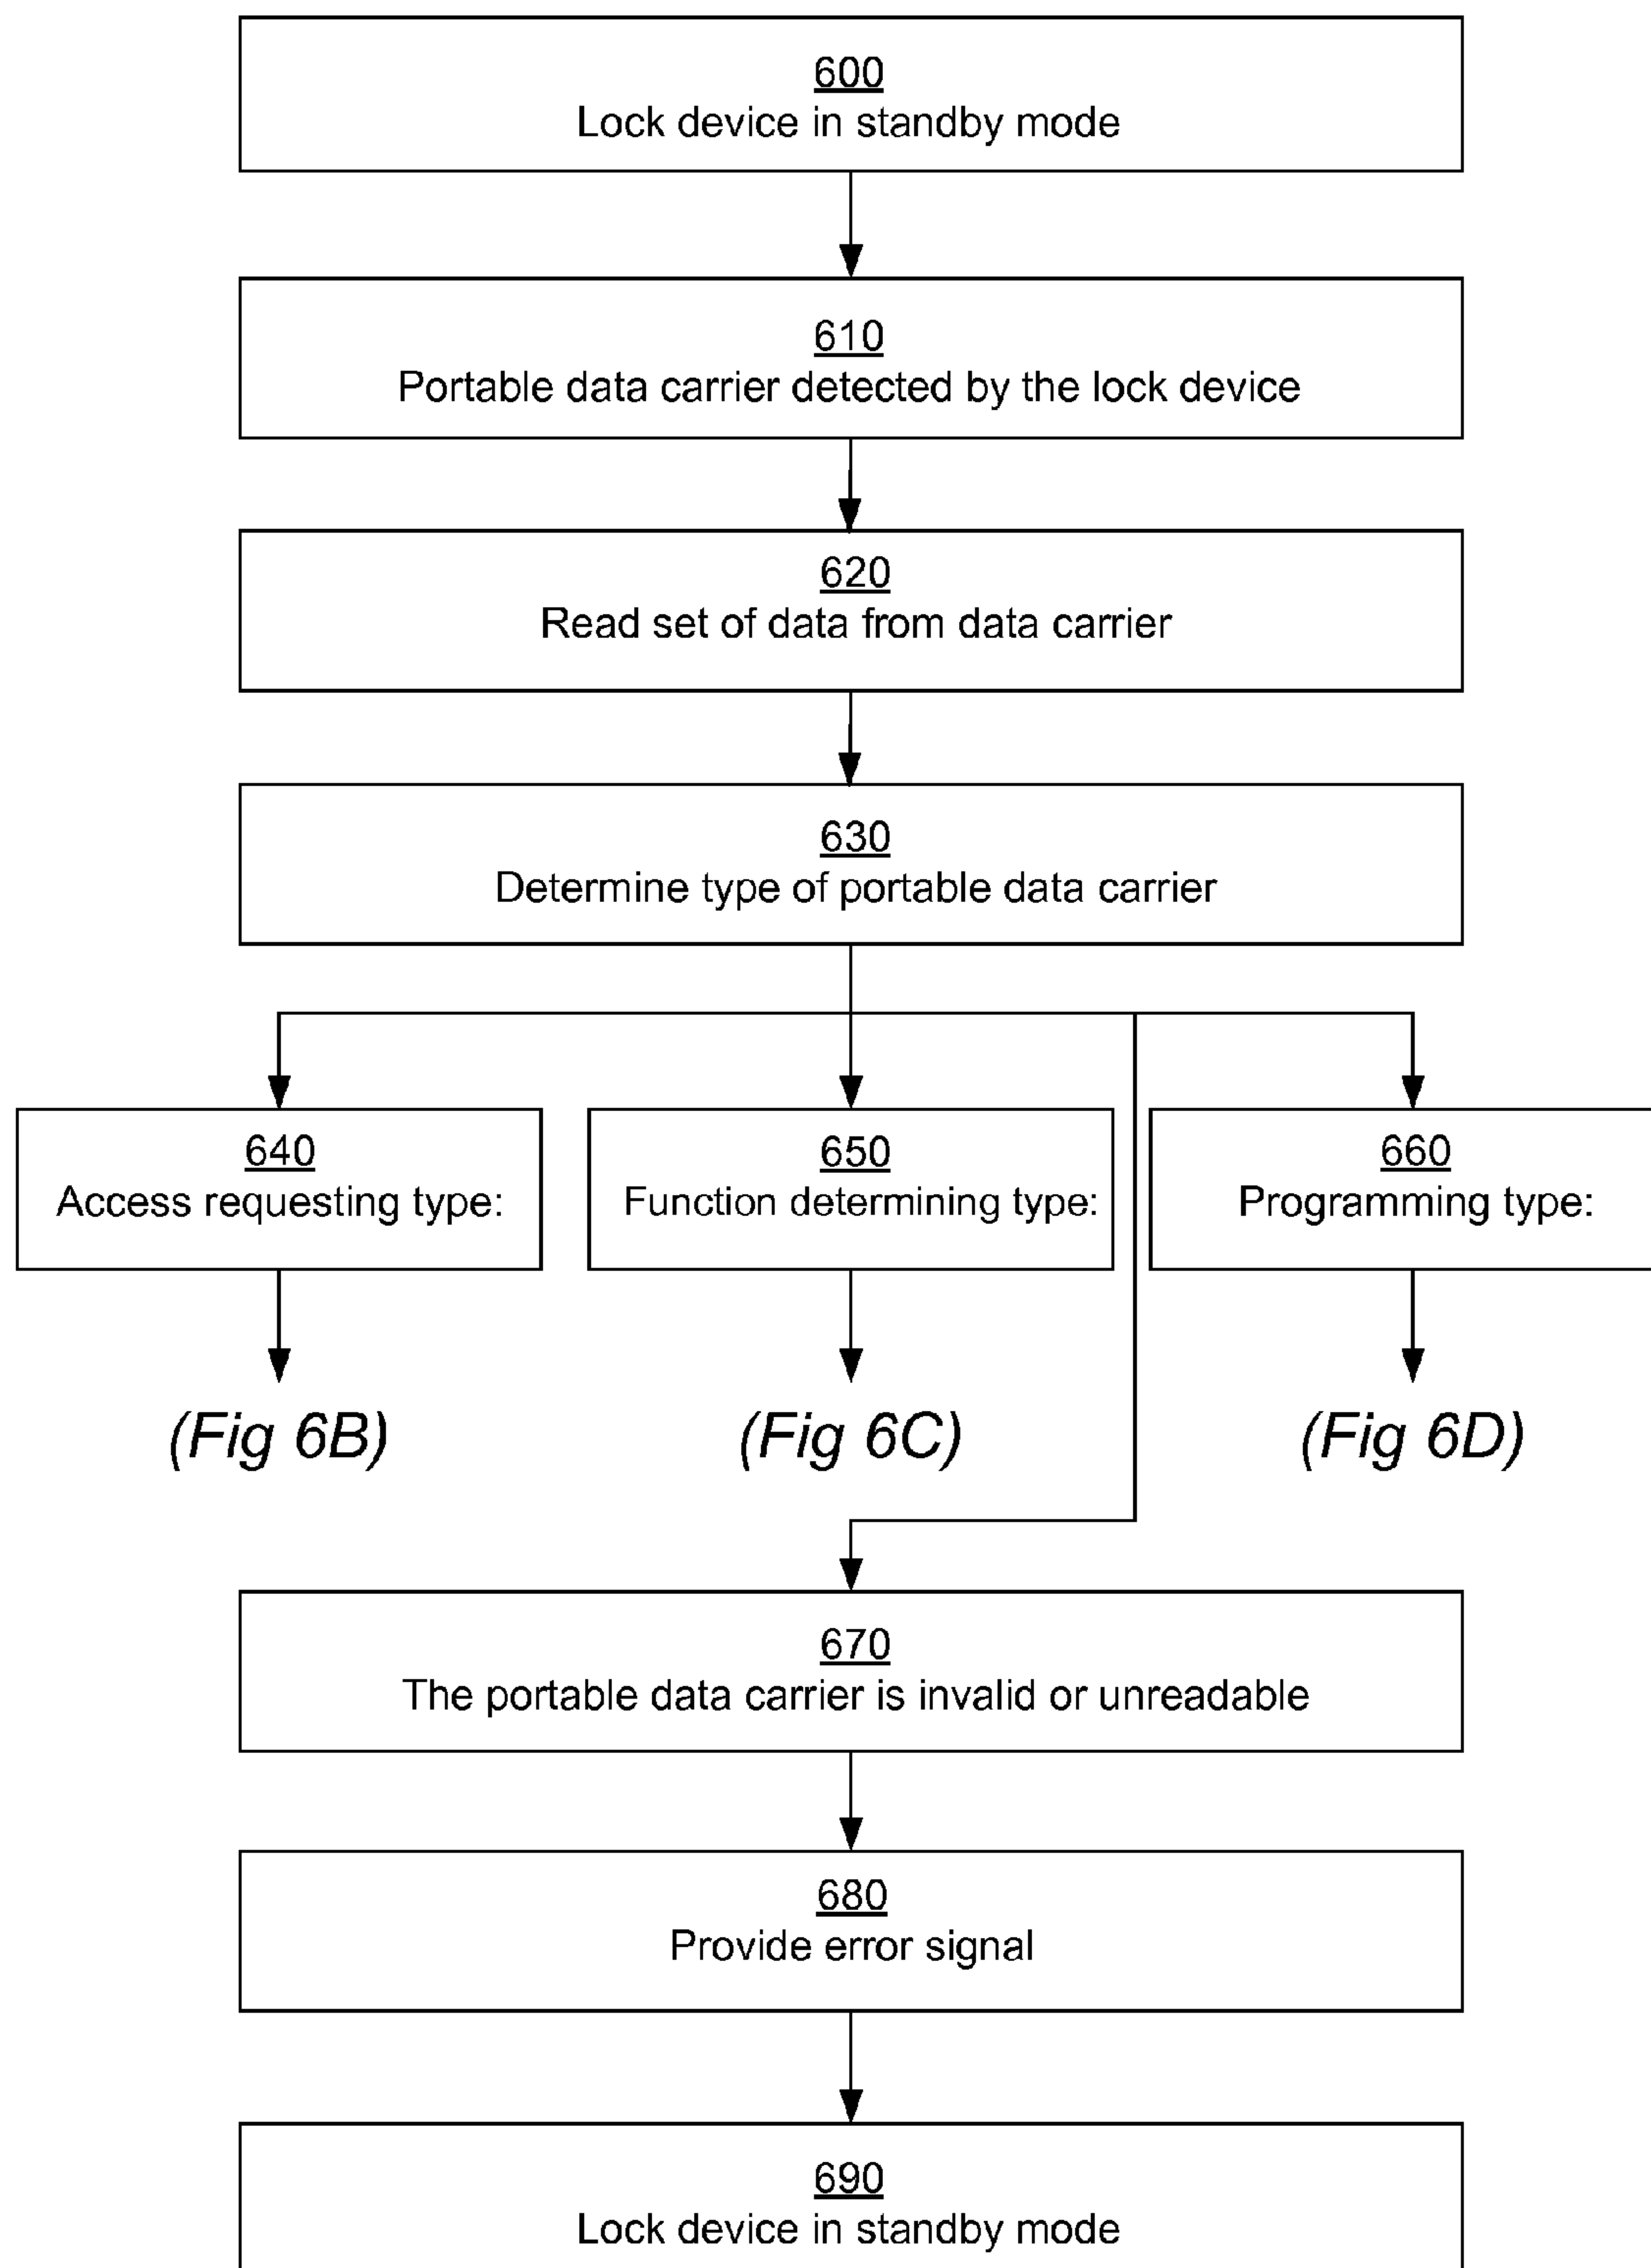 600
Lock device in standby mode
610
Portable data carrier detected by the lock device
620
Read set of data from data carrier
630
Determine type of portable data carrier
640
Access requesting type:
650
Function determining type:
660
Programming type:
(Fig 6B)
(Fig 6C)
(Fig 6D)
670
The portable data carrier is invalid or unreadable
680
Provide error signal
690
Lock device in standby mode